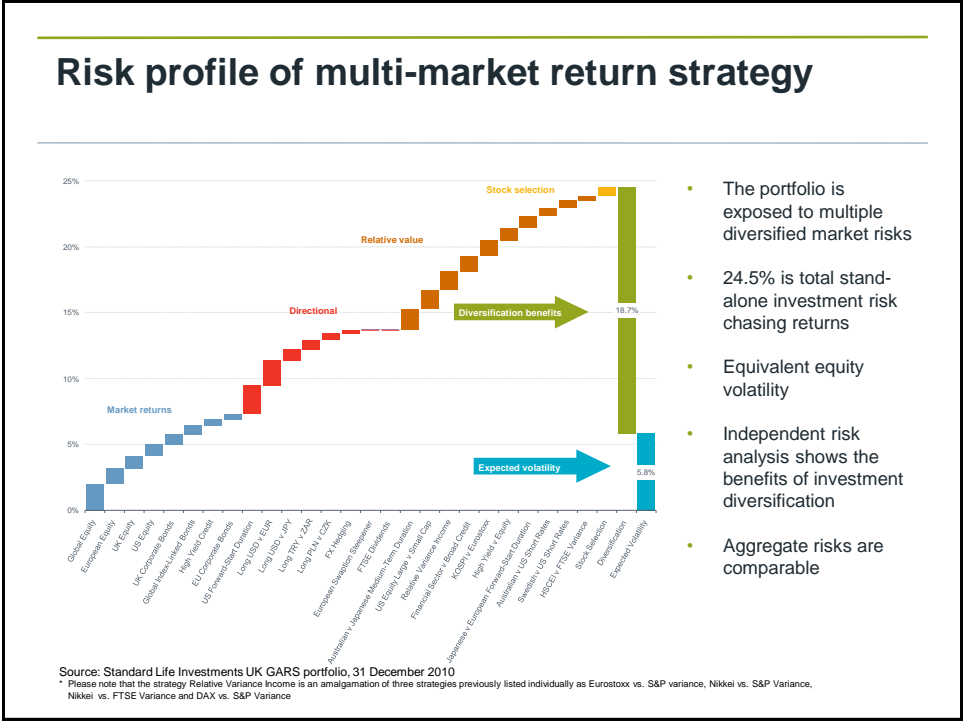 Risk profile of multi-market return strategy
25%
20%
15%
10%
5%
0%
Market returns
Directional
Relative value
Stock selection
Diversification benefits
Expected volatility
18.7%
5.8%
Global Equity
European Equity
UK Equity
US Equity
UK Corporate Bonds
Global Index-Linked Bonds
High Yield Credit
EU Corporate Bonds
US Forward-Start Duration
Long USD v EUR
Long USD v JPY
Long TRY v ZAR
Long PLN v CZK
FX Hedging
European Swaption Steepener
FTSE Dividends
Australian v Japanese Medium-Term Duration
US Equity Large v Small Cap
Relative Variance Income
Financial Sector v Broad Credit
KOSPI v Eurostoxx
High Yield v Equity
Japanese v European Forward-Start Duration
Australian v US Short Rates
Swedish v US Short Rates
HSCEI v FTSE Variance
Stock Selection
Diversification
Expected Volatility
• The portfolio is
exposed to multiple
diversified market risks
• 24.5% is total stand-
alone investment risk
chasing returns
• Equivalent equity
volatility
• Independent risk
analysis shows the
benefits of investment
diversification
• Aggregate risks are
comparable
Source: Standard Life Investments UK GARS portfolio, 31 December 2010
* Please note that the strategy Relative Variance Income is an amalgamation of three strategies previously listed individually as Eurostoxx vs. S&P variance, Nikkei vs. S&P Variance,
Nikkei vs. FTSE Variance and DAX vs. S&P Variance